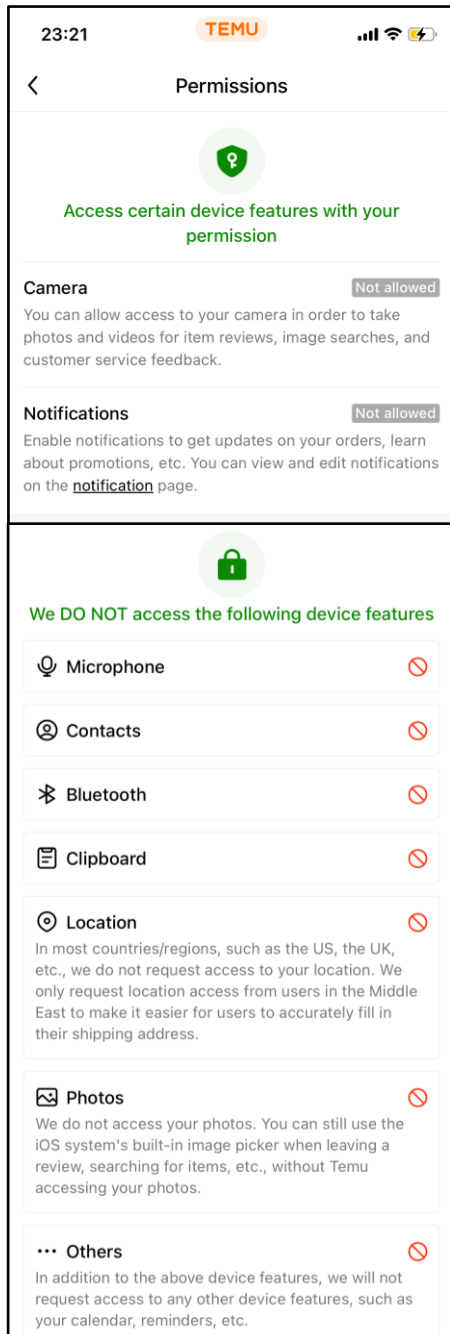 23:21
TEMU
Permissions
Access certain device features with your
permission
Camera
Not allowed
You can allow access to your camera in order to take
photos and videos for item reviews, image searches, and
customer service feedback.
Notifications
Not allowed
Enable notifications to get updates on your orders, learn
about promotions, etc. You can view and edit notifications
on the notification page.
We DO NOT access the following device features
Microphone
Contacts
Bluetooth
Clipboard
Location
In most countries/regions, such as the US, the UK,
etc., we do not request access to your location. We
only request location access from users in the Middle
East to make it easier for users to accurately fill in
their shipping address.
Photos
We do not access your photos. You can still use the
iOS system's built-in image picker when leaving a
review, searching for items, etc., without Temu
accessing your photos.
Others
In addition to the above device features, we will not
request access to any other device features, such as
your calendar, reminders, etc.